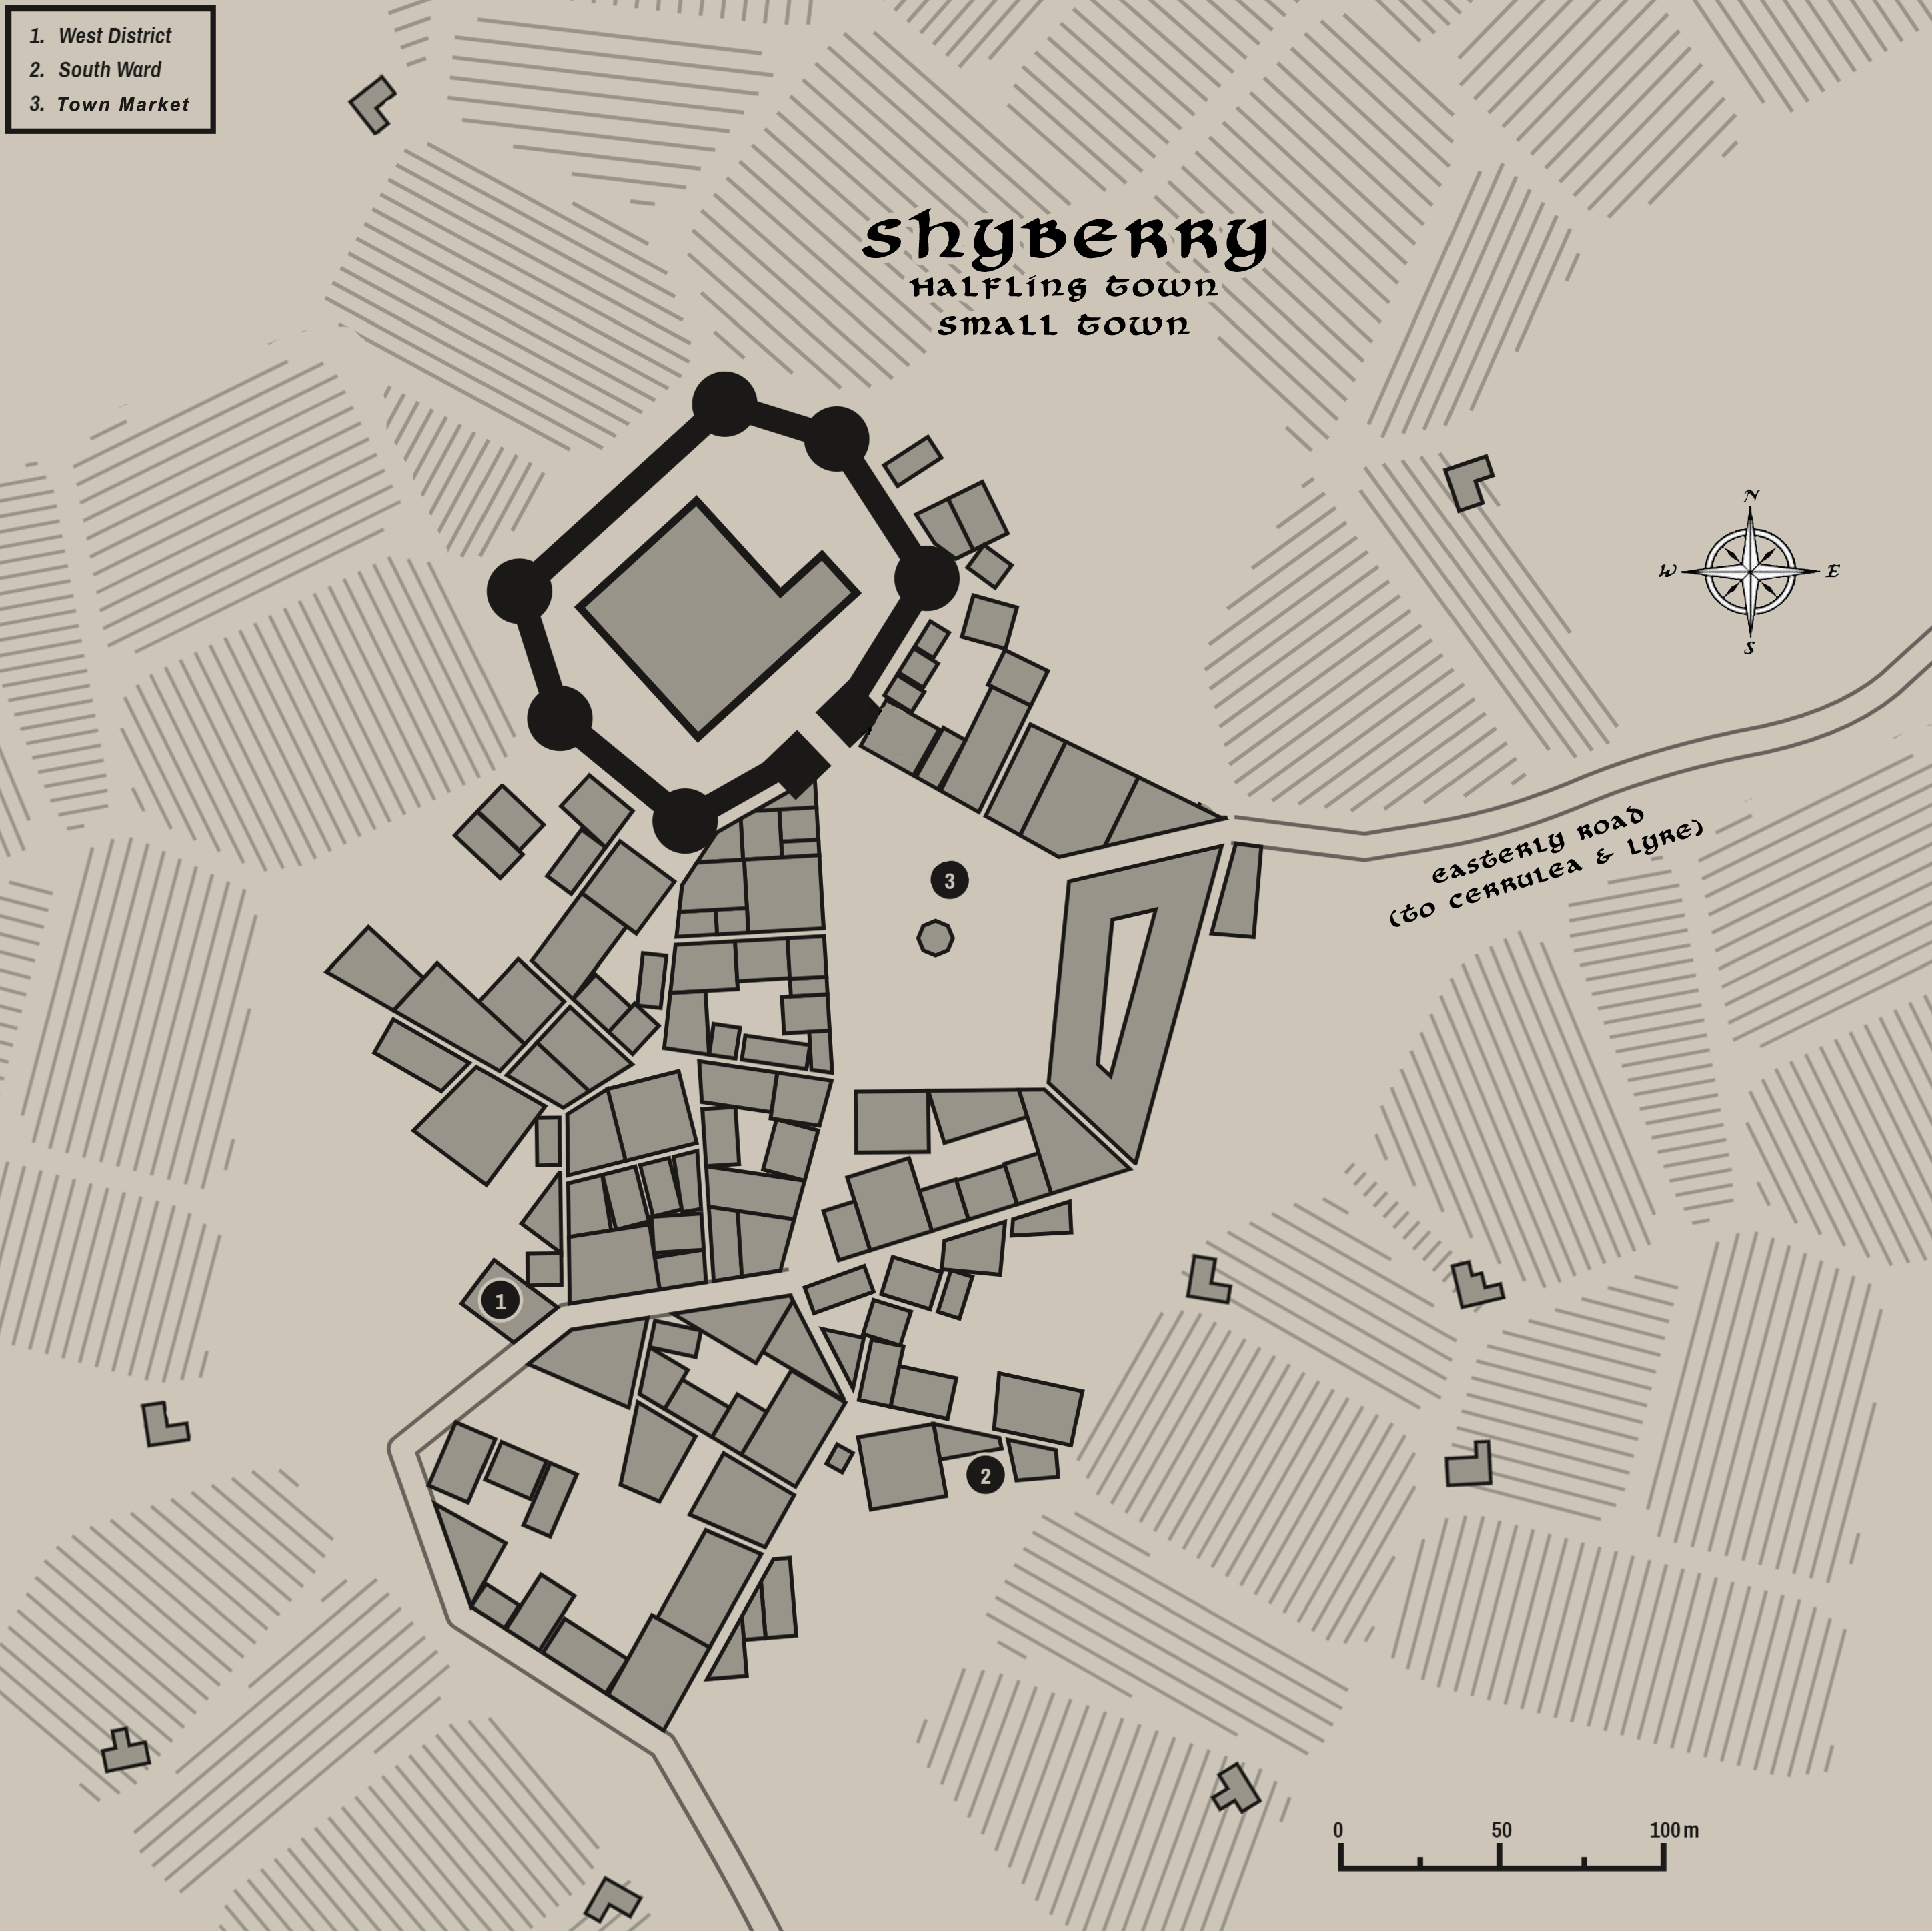 1. West District
2. South Ward
3. Town Market
Shyberry
Halfling Town
Small Town
N
W E
S
3
Easterly Road
(to Cerrulea & Lyre)
1
2
0 50 100m